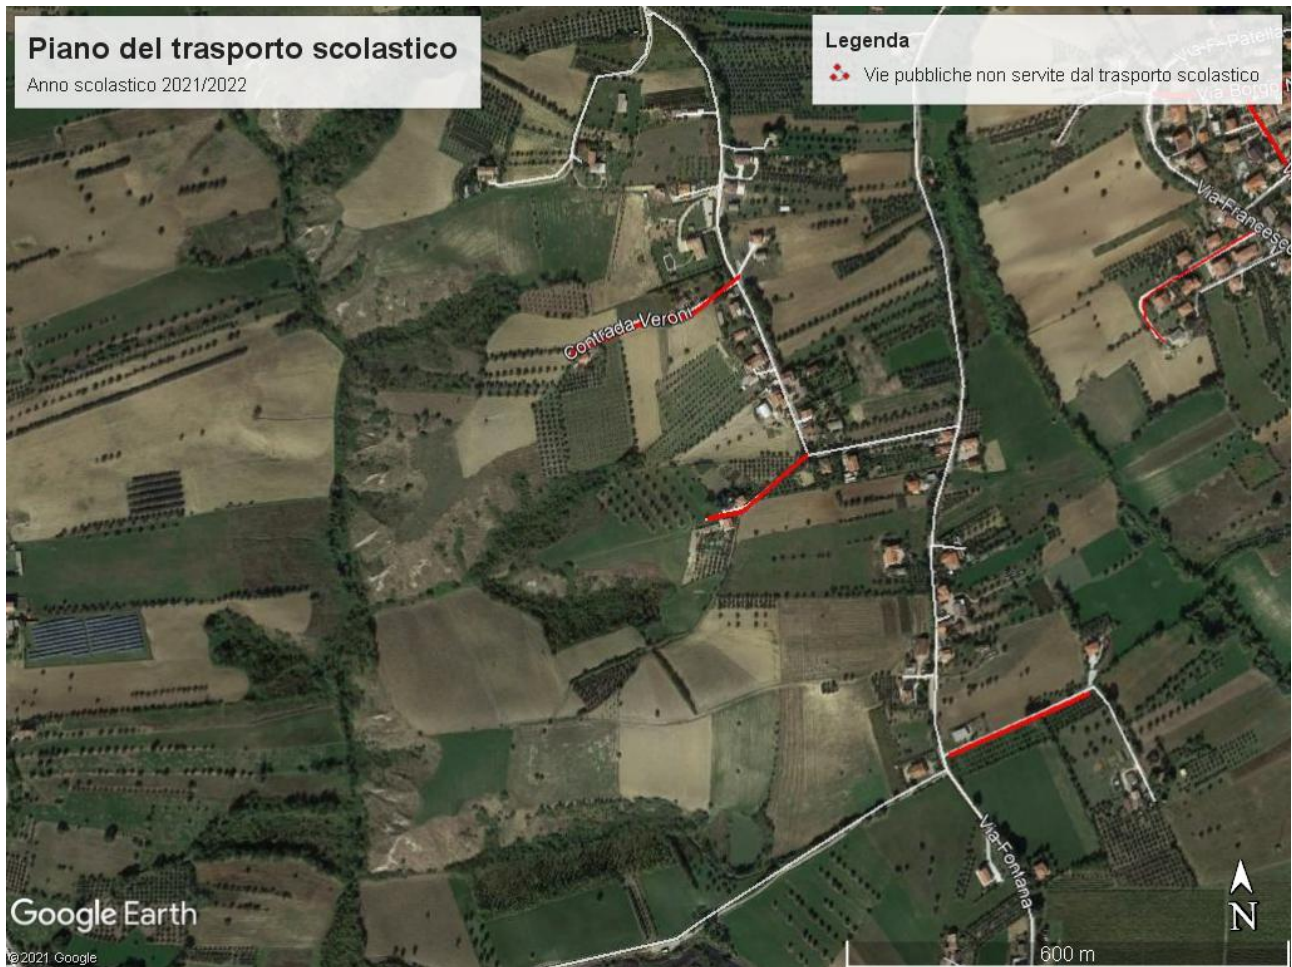 Piano del trasporto scolastico
Anno scolastico 2021/2022
Legenda
Vie pubbliche non servite dal trasporto scolastico
Via F. Patella
Via Borgo N
Via Francesco
Contrada Veroni
Via Fontana
Google Earth
N
©2021 Google
600 m